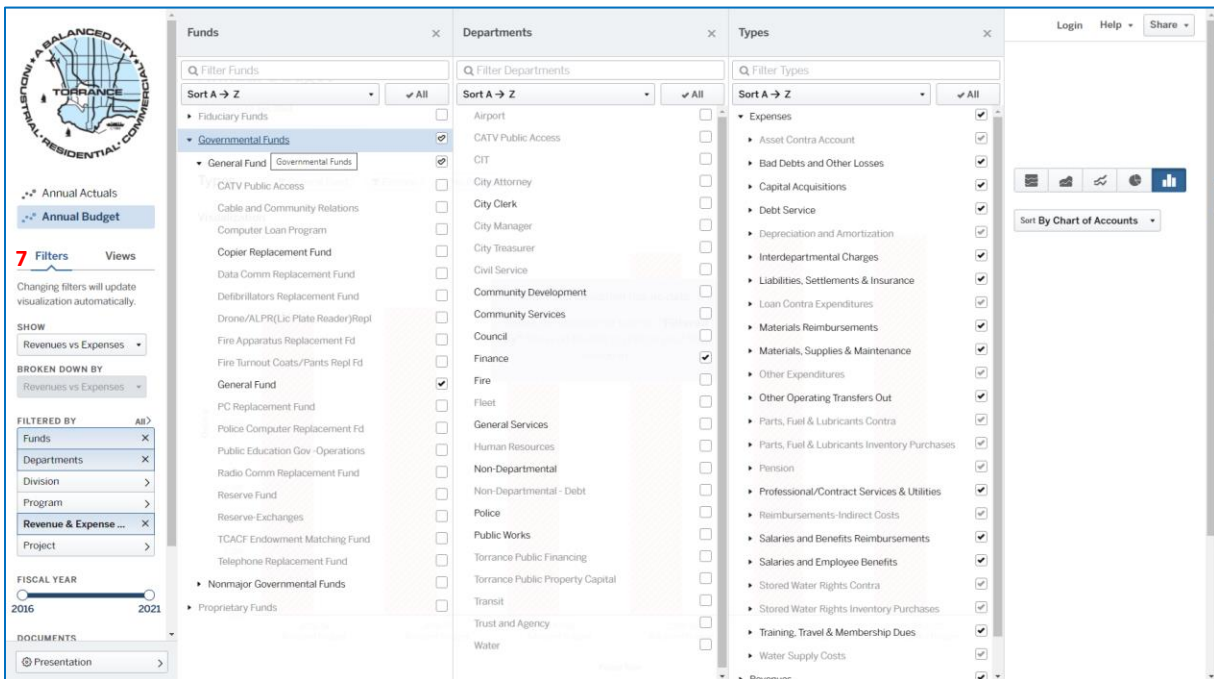 A BALANCED CITY
INDUSTRIAL·RESIDENTIAL·COMMERCIAL
TORRANCE
Annual Actuals
Annual Budget
7
Filters
Views
Changing filters will update
visualization automatically.
SHOW
Revenues vs Expenses
BROKEN DOWN BY
Revenues vs Expenses
FILTERED BY
All>
Funds ×
Departments ×
Division >
Program >
Revenue & Expense ... ×
Project >
FISCAL YEAR
2016
2021
DOCUMENTS
Presentation >
Funds ×
Filter Funds
Sort A → Z
✔ All
Fiduciary Funds
Governmental Funds
General Fund
Governmental Funds
CATV Public Access
Cable and Community Relations
Computer Loan Program
Copier Replacement Fund
Data Comm Replacement Fund
Defibrillators Replacement Fund
Drone/ALPR(Lic Plate Reader)Repl
Fire Apparatus Replacement Fd
Fire Turnout Coats/Pants Repl Fd
General Fund
PC Replacement Fund
Police Computer Replacement Fd
Public Education Gov -Operations
Radio Comm Replacement Fund
Reserve Fund
Reserve-Exchanges
TCACF Endowment Matching Fund
Telephone Replacement Fund
Nonmajor Governmental Funds
Proprietary Funds
Departments ×
Filter Departments
Sort A → Z
✔ All
Airport
CATV Public Access
CIT
City Attorney
City Clerk
City Manager
City Treasurer
Civil Service
Community Development
Community Services
Council
Finance
Fire
Fleet
General Services
Human Resources
Non-Departmental
Non-Departmental - Debt
Police
Public Works
Torrance Public Financing
Torrance Public Property Capital
Transit
Trust and Agency
Water
Types ×
Filter Types
Sort A → Z
✔ All
Expenses
Asset Contra Account
Bad Debts and Other Losses
Capital Acquisitions
Debt Service
Depreciation and Amortization
Interdepartmental Charges
Liabilities, Settlements & Insurance
Loan Contra Expenditures
Materials Reimbursements
Materials, Supplies & Maintenance
Other Expenditures
Other Operating Transfers Out
Parts, Fuel & Lubricants Contra
Parts, Fuel & Lubricants Inventory Purchases
Pension
Professional/Contract Services & Utilities
Reimbursements-Indirect Costs
Salaries and Benefits Reimbursements
Salaries and Employee Benefits
Stored Water Rights Contra
Stored Water Rights Inventory Purchases
Training, Travel & Membership Dues
Water Supply Costs
Revenues
Login
Help
Share
Sort By Chart of Accounts